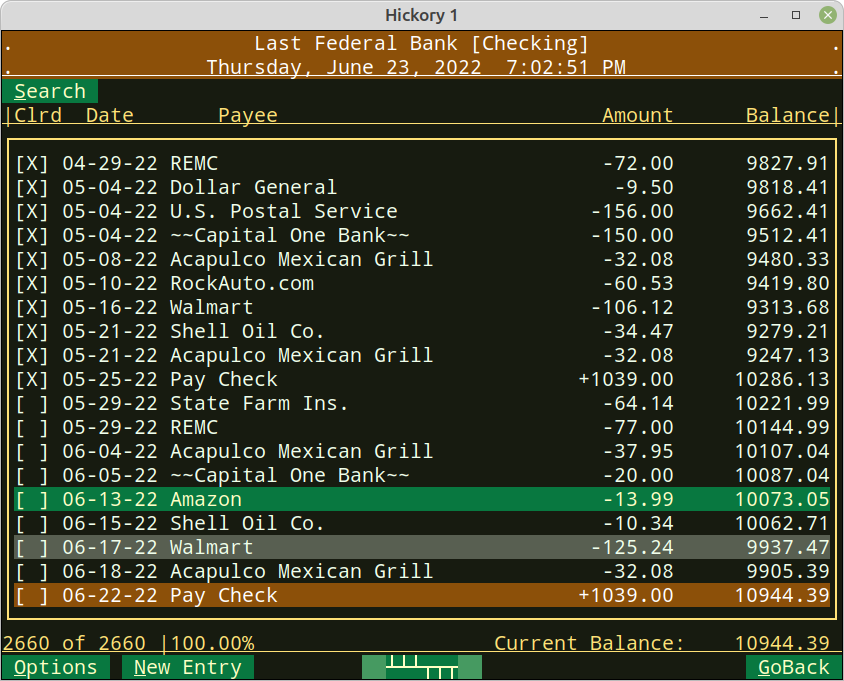 Hickory 1
. Last Federal Bank [Checking] .
. Thursday, June 23, 2022  7:02:51 PM .
Search
|Clrd  Date       Payee                           Amount      Balance|
[X] 04-29-22 REMC                                -72.00      9827.91
[X] 05-04-22 Dollar General                       -9.50      9818.41
[X] 05-04-22 U.S. Postal Service                -156.00      9662.41
[X] 05-04-22 ~~Capital One Bank~~               -150.00      9512.41
[X] 05-08-22 Acapulco Mexican Grill              -32.08      9480.33
[X] 05-10-22 RockAuto.com                        -60.53      9419.80
[X] 05-16-22 Walmart                            -106.12      9313.68
[X] 05-21-22 Shell Oil Co.                       -34.47      9279.21
[X] 05-21-22 Acapulco Mexican Grill              -32.08      9247.13
[X] 05-25-22 Pay Check                         +1039.00     10286.13
[ ] 05-29-22 State Farm Ins.                     -64.14     10221.99
[ ] 05-29-22 REMC                                -77.00     10144.99
[ ] 06-04-22 Acapulco Mexican Grill              -37.95     10107.04
[ ] 06-05-22 ~~Capital One Bank~~                -20.00     10087.04
[ ] 06-13-22 Amazon                              -13.99     10073.05
[ ] 06-15-22 Shell Oil Co.                       -10.34     10062.71
[ ] 06-17-22 Walmart                            -125.24      9937.47
[ ] 06-18-22 Acapulco Mexican Grill              -32.08      9905.39
[ ] 06-22-22 Pay Check                         +1039.00     10944.39
2660 of 2660 |100.00%                    Current Balance:    10944.39
Options  New Entry  GoBack